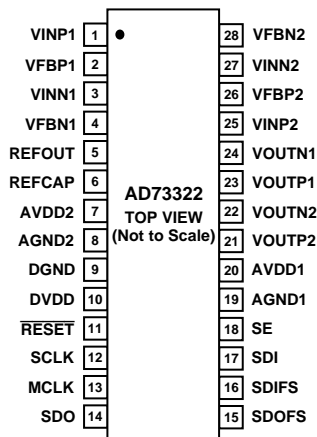 VINP1 1
VFBP1 2
VINN1 3
VFBN1 4
REFOUT 5
REFCAP 6
AVDD2 7
AGND2 8
DGND 9
DVDD 10
RESET 11
SCLK 12
MCLK 13
SDO 14
AD73322
TOP VIEW
(Not to Scale)
28 VFBN2
27 VINN2
26 VFBP2
25 VINP2
24 VOUTN1
23 VOUTP1
22 VOUTN2
21 VOUTP2
20 AVDD1
19 AGND1
18 SE
17 SDI
16 SDIFS
15 SDOFS